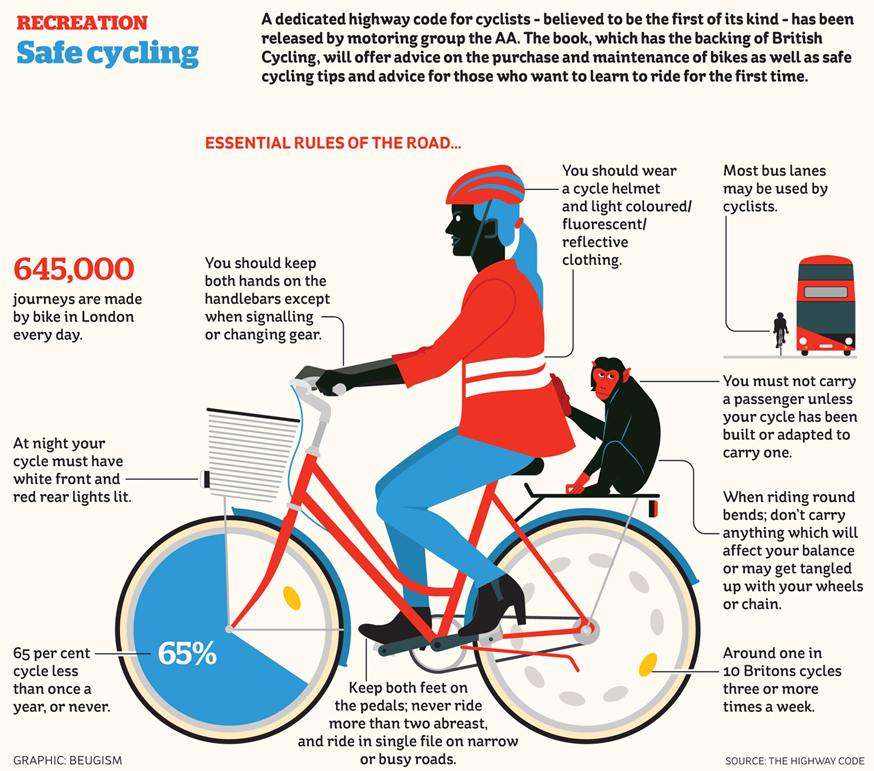 RECREATION
Safe cycling
A dedicated highway code for cyclists - believed to be the first of its kind - has been
released by motoring group the AA. The book, which has the backing of British
Cycling, will offer advice on the purchase and maintenance of bikes as well as safe
cycling tips and advice for those who want to learn to ride for the first time.
ESSENTIAL RULES OF THE ROAD...
You should wear
a cycle helmet
and light coloured/
fluorescent/
reflective
clothing.
Most bus lanes
may be used by
cyclists.
645,000
journeys are made
by bike in London
every day.
You should keep
both hands on the
handlebars except
when signalling
or changing gear.
You must not carry
a passenger unless
your cycle has been
built or adapted to
carry one.
At night your
cycle must have
white front and
red rear lights lit.
When riding round
bends; don't carry
anything which will
affect your balance
or may get tangled
up with your wheels
or chain.
65 per cent
cycle less
than once a
year, or never.
65%
Keep both feet on
the pedals; never ride
more than two abreast,
and ride in single file on narrow
or busy roads.
Around one in
10 Britons cycles
three or more
times a week.
GRAPHIC: BEUGISM
SOURCE: THE HIGHWAY CODE